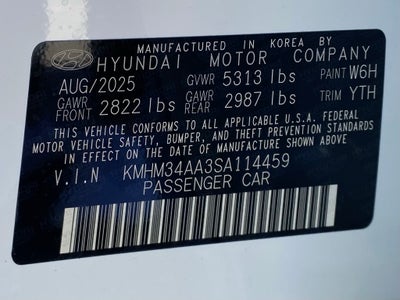 MANUFACTURED IN KOREA BY
HYUNDAI MOTOR COMPANY
AUG/2025 GVWR 5313 lbs PAINT W6H
GAWR FRONT 2822 lbs GAWR REAR 2987 lbs TRIM YTH
THIS VEHICLE CONFORMS TO ALL APPLICABLE U.S.A FEDERAL
MOTOR VEHICLE SAFETY, BUMPER, AND THEFT PREVENTION
STANDARDS IN EFFECT ON THE DATE OF MANUFACTURE SHOWN ABOVE
V.I.N KMHM34AA3SA114459
PASSENGER CAR